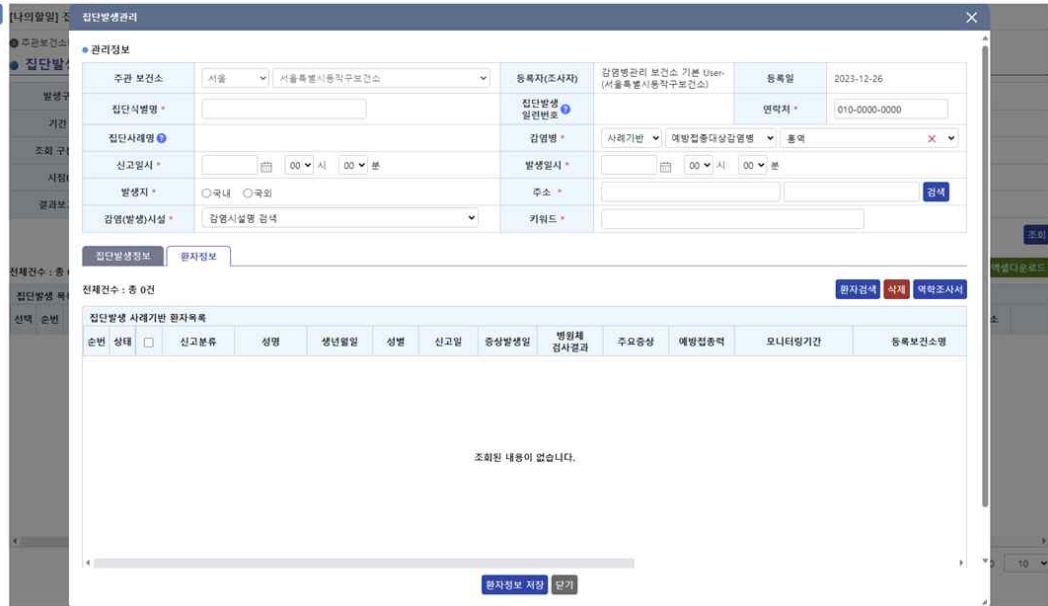 [나의할일]
집단발생관리
주관보건소
관리정보
집단발생
주관 보건소 서울 서울특별시동작구보건소 등록자(조사자) 감염병관리 보건소 기본 User-
(서울특별시동작구보건소) 등록일 2023-12-26
집단식별명 * 집단발생
일련번호 연락처 * 010-0000-0000
기간
집단사례명 감염병 * 사례기반 예방접종대상감염병 홍역
조회
신고일시 * 00 시 00 분 발생일시 * 00 시 00 분
발생지 * 국내 국외 주소 * 검색
결과보
감염(발생)시설 * 감염시설명 검색 키워드 *
조회
집단발생정보 환자정보
엑셀다운로드
전체건수 : 총
전체건수 : 총 0건 환자검색 삭제 역학조사서
집단발생
집단발생 사례기반 환자목록
선택 순번
순번 상태 신고분류 성명 생년월일 성별 신고일 증상발생일 병원체
검사결과 주요증상 예방접종력 모니터링기간 등록보건소명
조회된 내용이 없습니다.
10
환자정보 저장 닫기